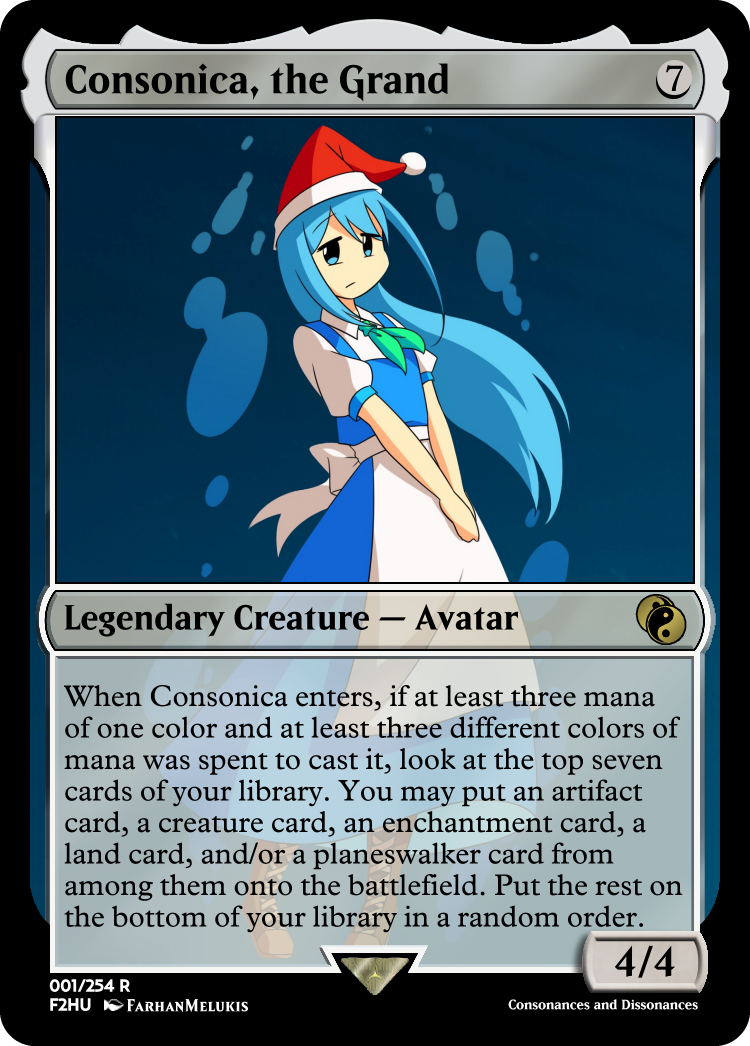 Consonica, the Grand
7
Legendary Creature — Avatar
When Consonica enters, if at least three mana
of one color and at least three different colors of
mana was spent to cast it, look at the top seven
cards of your library. You may put an artifact
card, a creature card, an enchantment card, a
land card, and/or a planeswalker card from
among them onto the battlefield. Put the rest on
the bottom of your library in a random order.
4/4
001/254 R
F2HU FarhanMelukis
Consonances and Dissonances